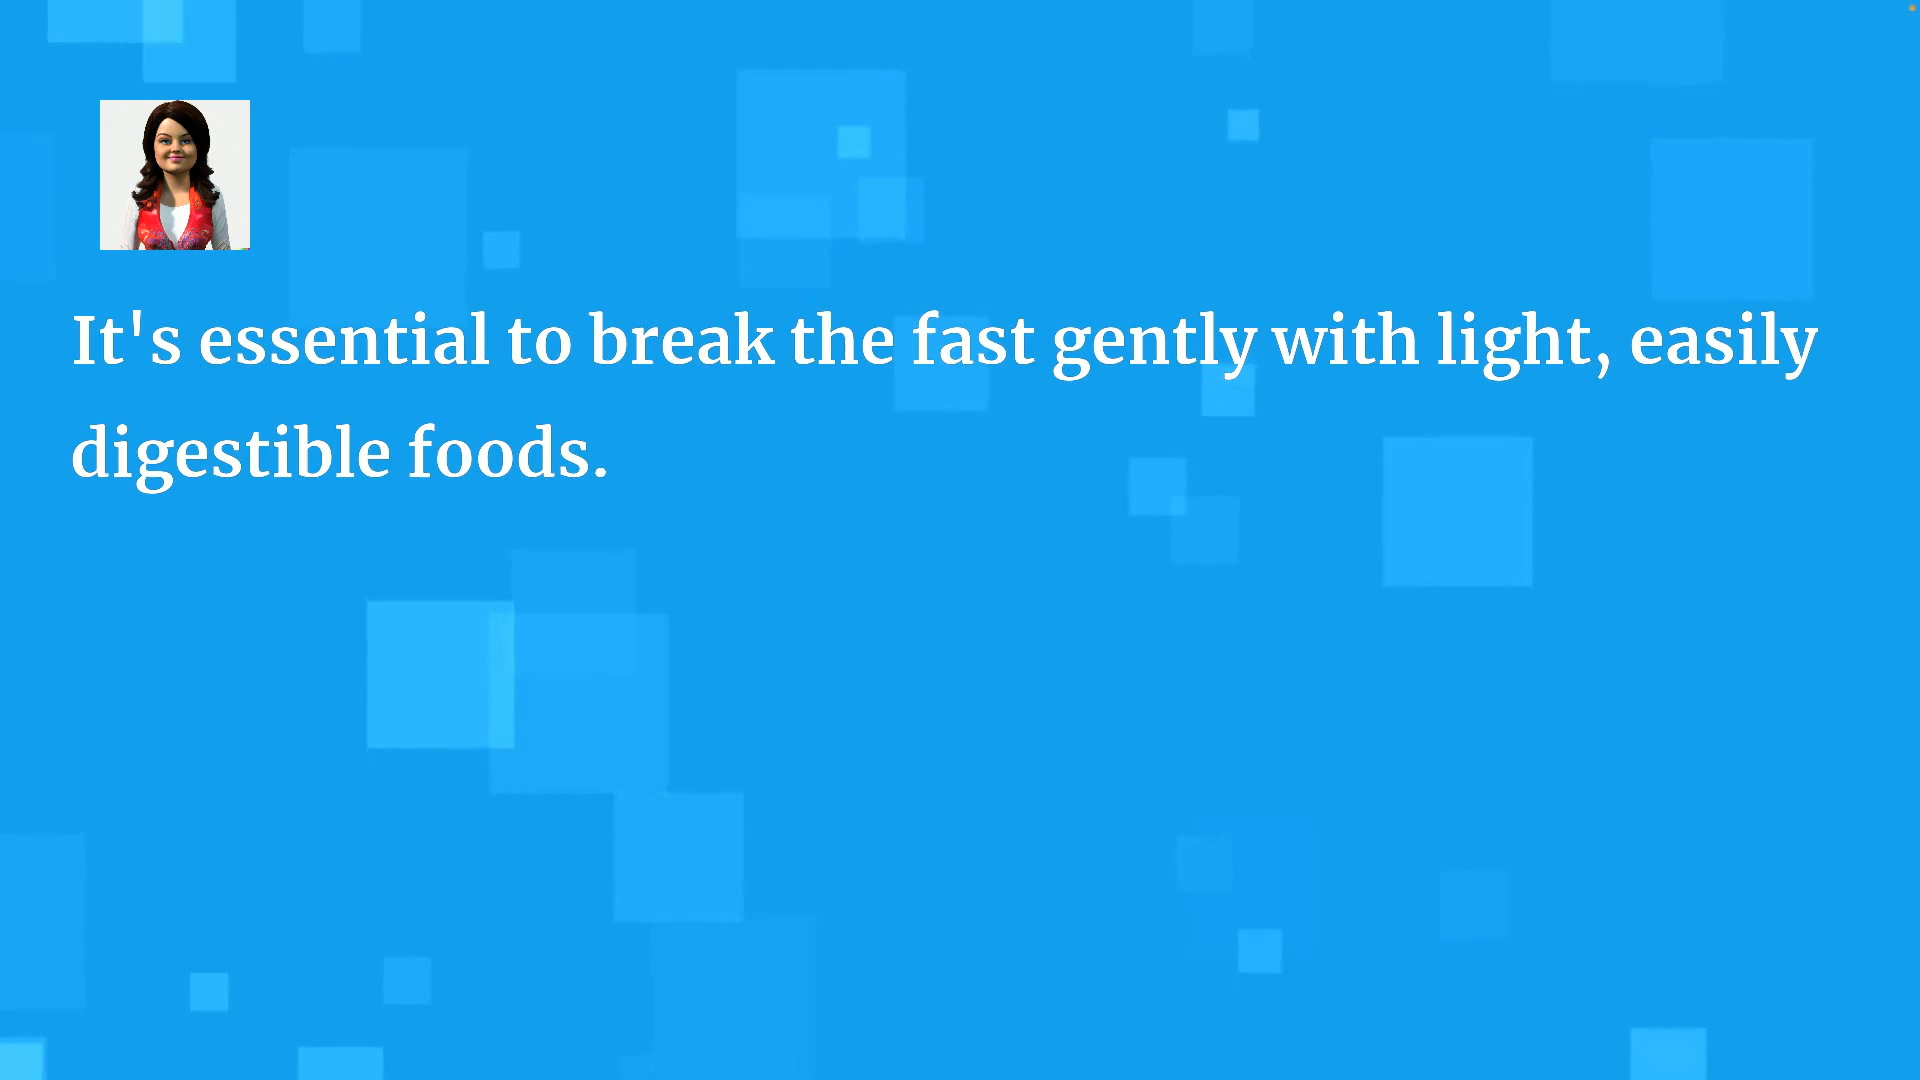 It's essential to break the fast gently with light, easily
digestible foods.